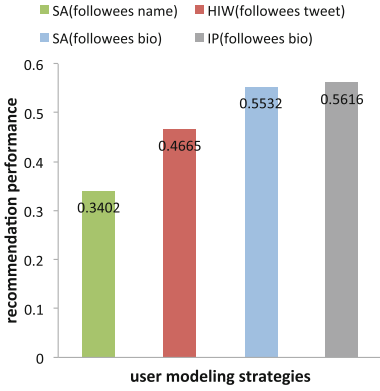 SA(followees name) HIW(followees tweet)
SA(followees bio) IP(followees bio)
recommendation performance
0.6
0.5
0.4
0.3
0.2
0.1
0
0.3402
0.4665
0.5532
0.5616
user modeling strategies